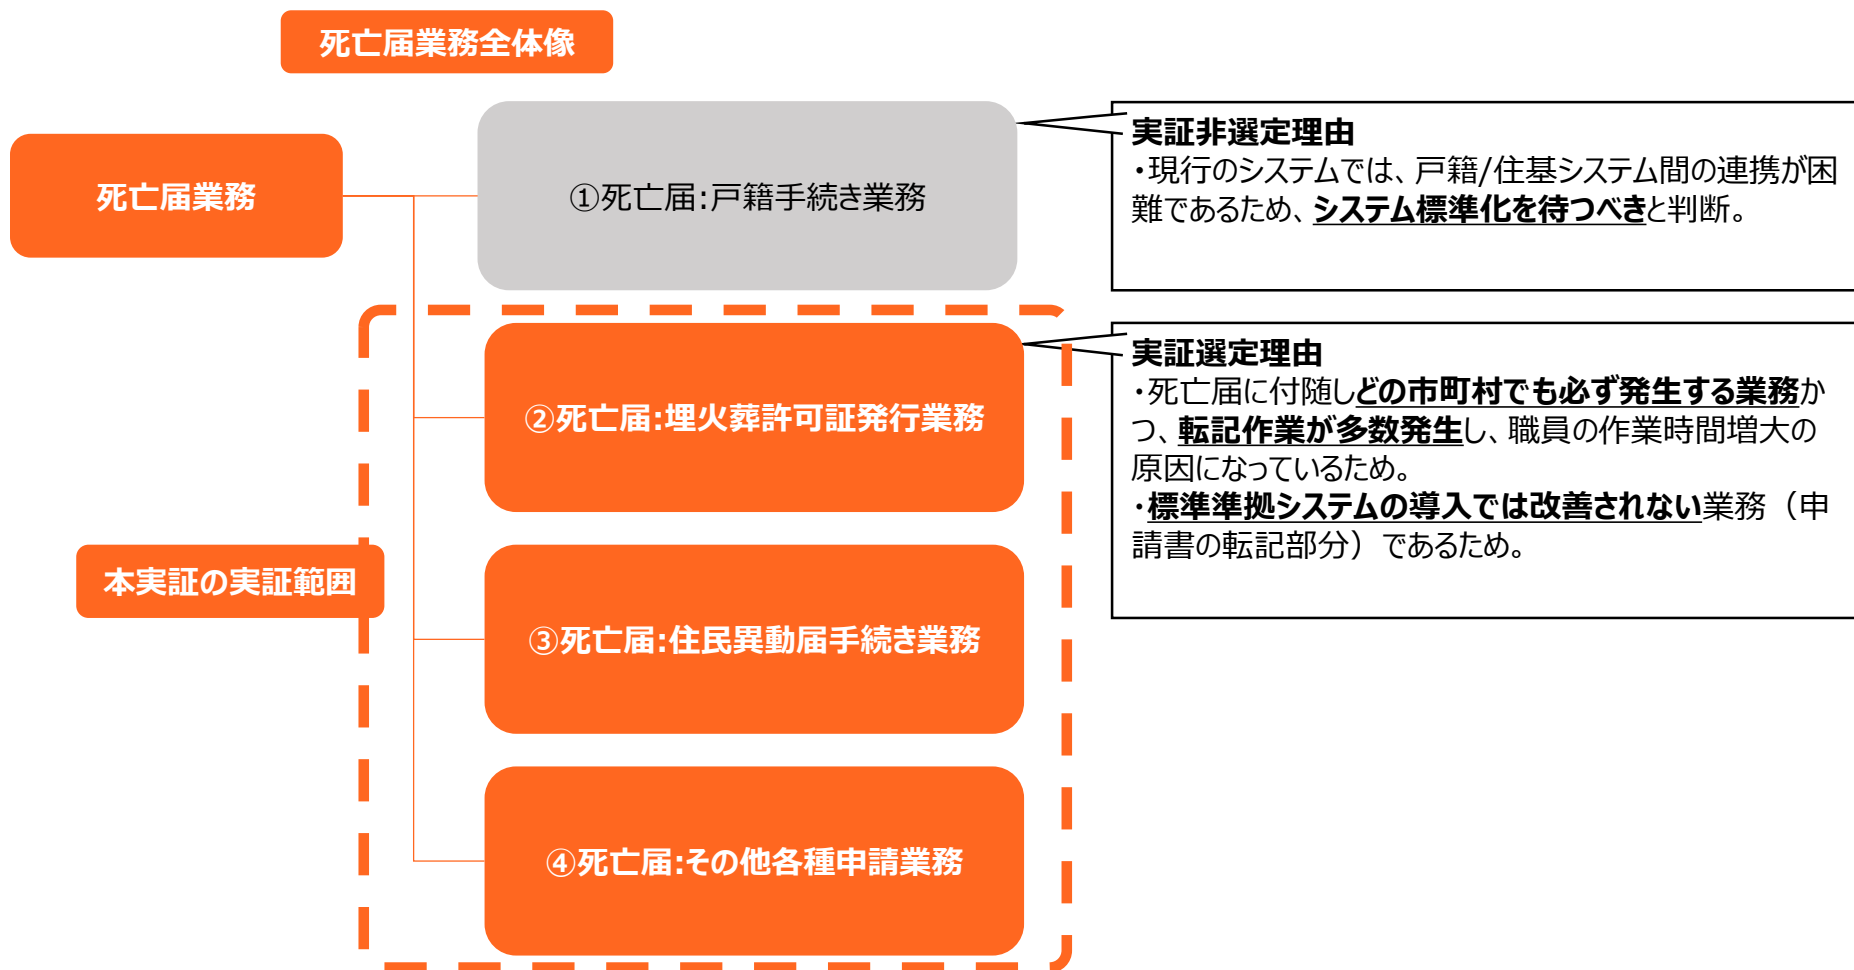 死亡届業務全体像
死亡届業務
①死亡届:戸籍手続き業務
実証非選定理由
・現行のシステムでは、戸籍/住基システム間の連携が困
難であるため、システム標準化を待つべきと判断。
②死亡届:埋火葬許可証発行業務
実証選定理由
・死亡届に付随しどの市町村でも必ず発生する業務か
つ、転記作業が多数発生し、職員の作業時間増大の
原因になっているため。
・標準準拠システムの導入では改善されない業務（申
請書の転記部分）であるため。
本実証の実証範囲
③死亡届:住民異動届手続き業務
④死亡届:その他各種申請業務